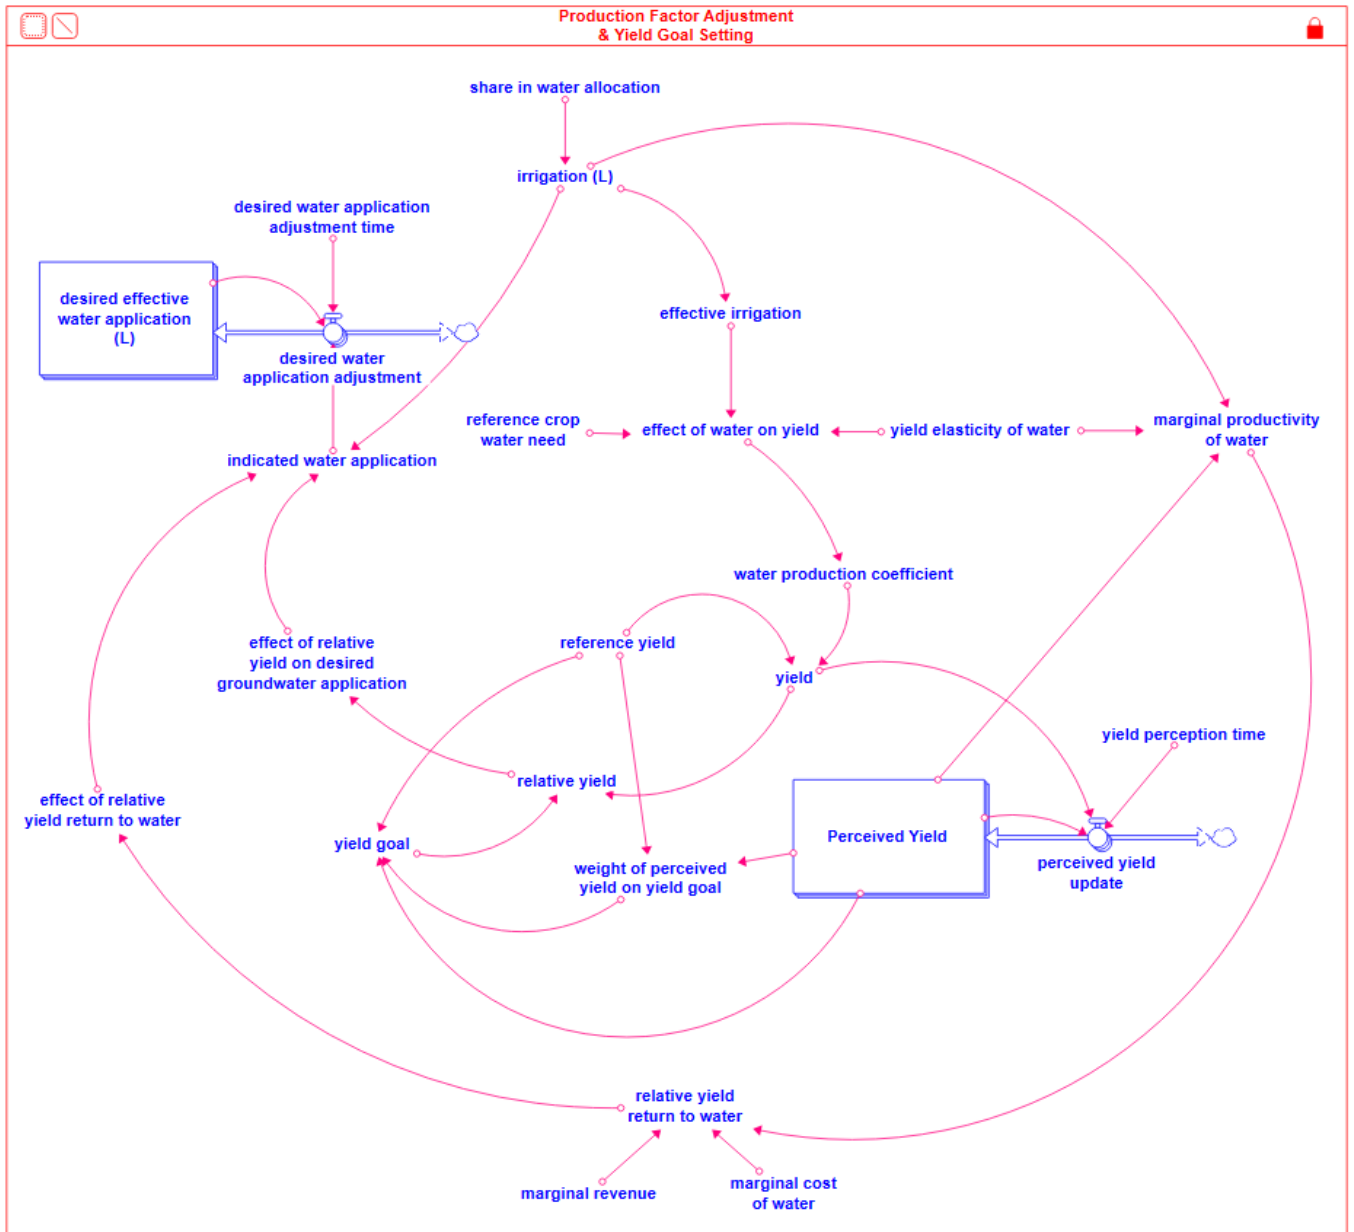 Production Factor Adjustment
& Yield Goal Setting
share in water allocation
irrigation (L)
desired water application
adjustment time
desired effective
water application
(L)
effective irrigation
desired water
application adjustment
reference crop
water need
effect of water on yield
yield elasticity of water
marginal productivity
of water
indicated water application
water production coefficient
effect of relative
yield on desired
groundwater application
reference yield
yield
yield perception time
relative yield
effect of relative
yield return to water
yield goal
Perceived Yield
weight of perceived
yield on yield goal
perceived yield
update
relative yield
return to water
marginal revenue
marginal cost
of water